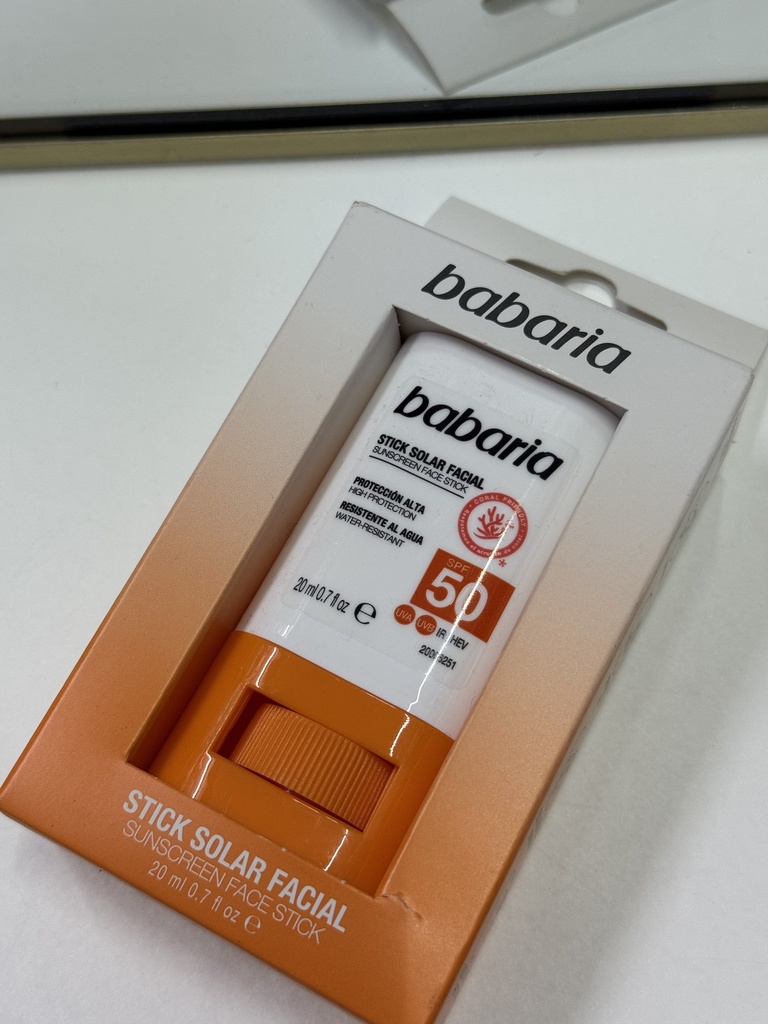 babaria
babaria
STICK SOLAR FACIAL
SUNSCREEN FACE STICK
PROTECCIÓN ALTA
HIGH PROTECTION
RESISTENTE AL AGUA
WATER-RESISTANT
CORAL FRIENDLY
SPF
50
20 ml 0.7 fl oz e
UVA UVB IR HEV
STICK SOLAR FACIAL
SUNSCREEN FACE STICK
20 ml 0.7 fl oz e